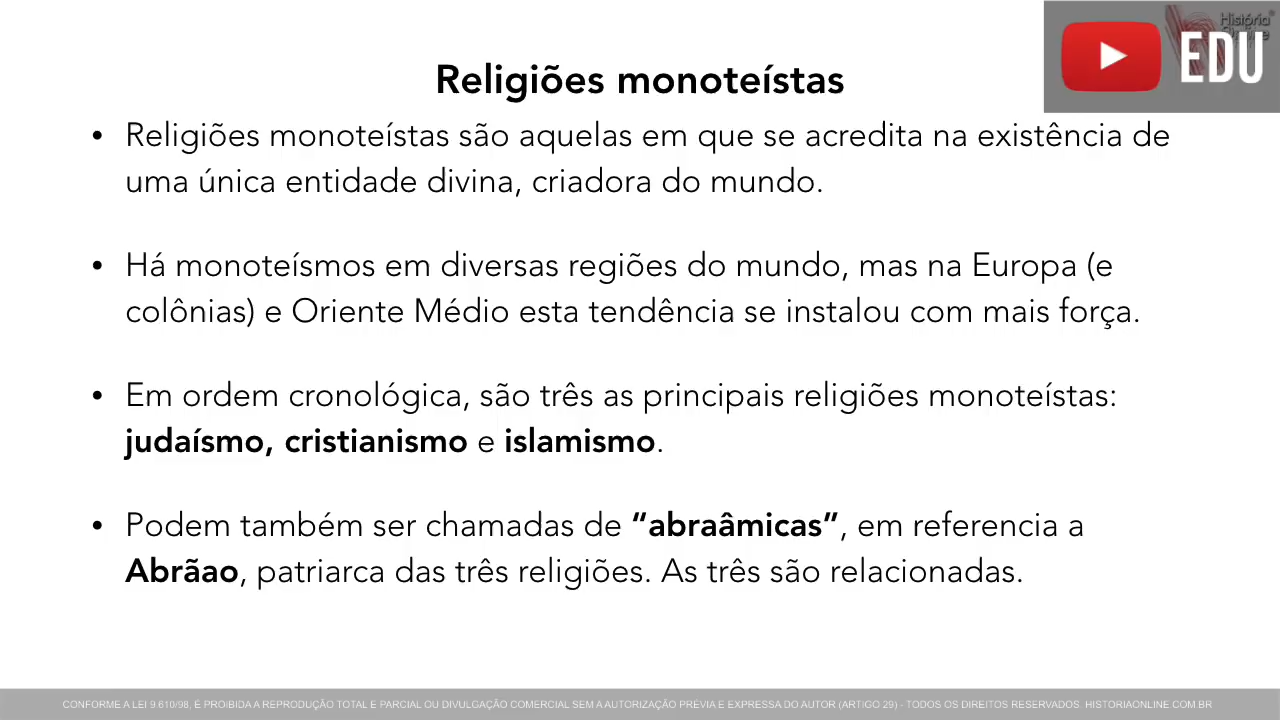 História
Online
EDU
Religiões monoteístas
• Religiões monoteístas são aquelas em que se acredita na existência de
uma única entidade divina, criadora do mundo.
• Há monoteísmos em diversas regiões do mundo, mas na Europa (e
colônias) e Oriente Médio esta tendência se instalou com mais força.
• Em ordem cronológica, são três as principais religiões monoteístas:
judaísmo, cristianismo e islamismo.
• Podem também ser chamadas de “abraâmicas”, em referencia a
Abrãao, patriarca das três religiões. As três são relacionadas.
CONFORME A LEI 9.610/98, É PROIBIDA A REPRODUÇÃO TOTAL E PARCIAL OU DIVULGAÇÃO COMERCIAL SEM A AUTORIZAÇÃO PRÉVIA E EXPRESSA DO AUTOR (ARTIGO 29) - TODOS OS DIREITOS RESERVADOS. HISTORIAONLINE.COM.BR